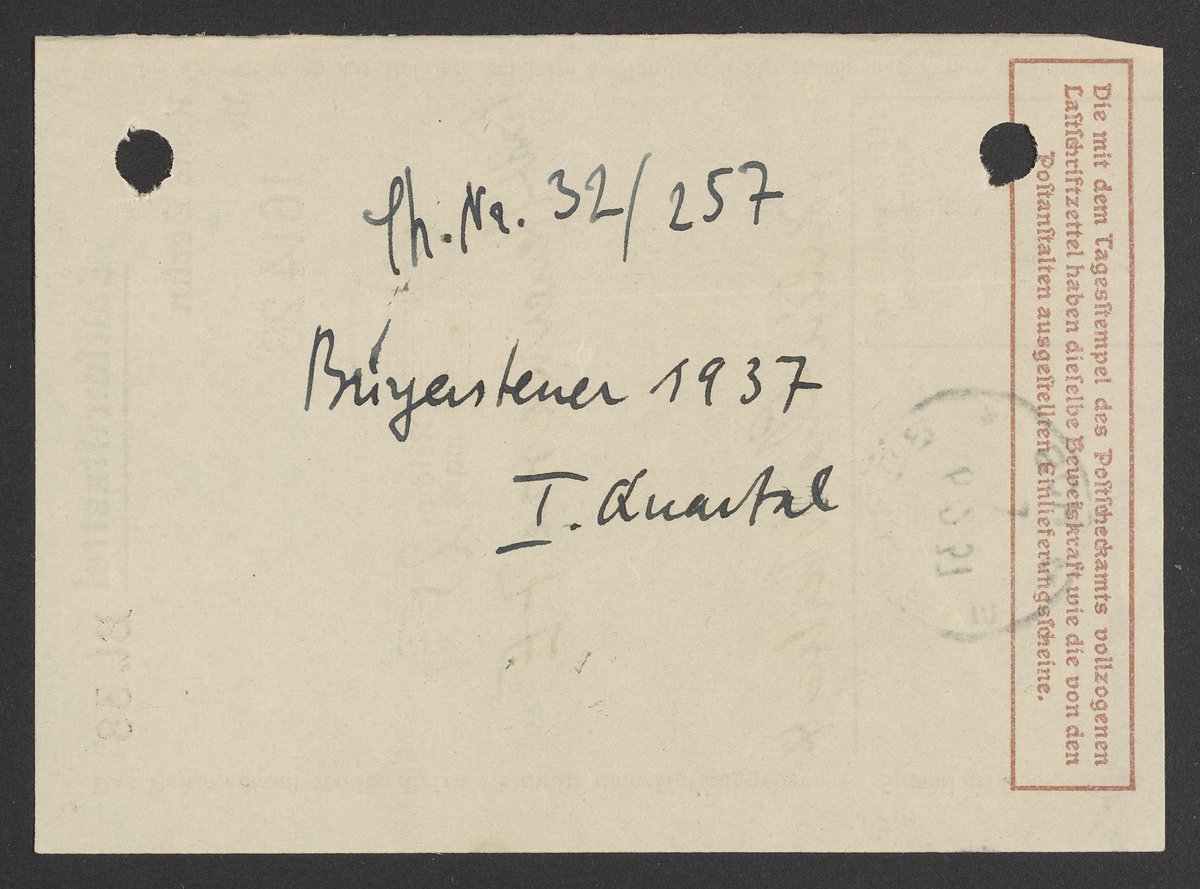 St. Nr. 32/257
Bürgersteuer 1937
I. Quartal
Die mit dem Tagesſtempel des Poſtſcheckamts vollzogenen
Laſtſchriftzettel haben dieſelbe Beweiskraft wie die von den
Poſtanſtalten ausgeſtellten Einlieferungsſcheine.